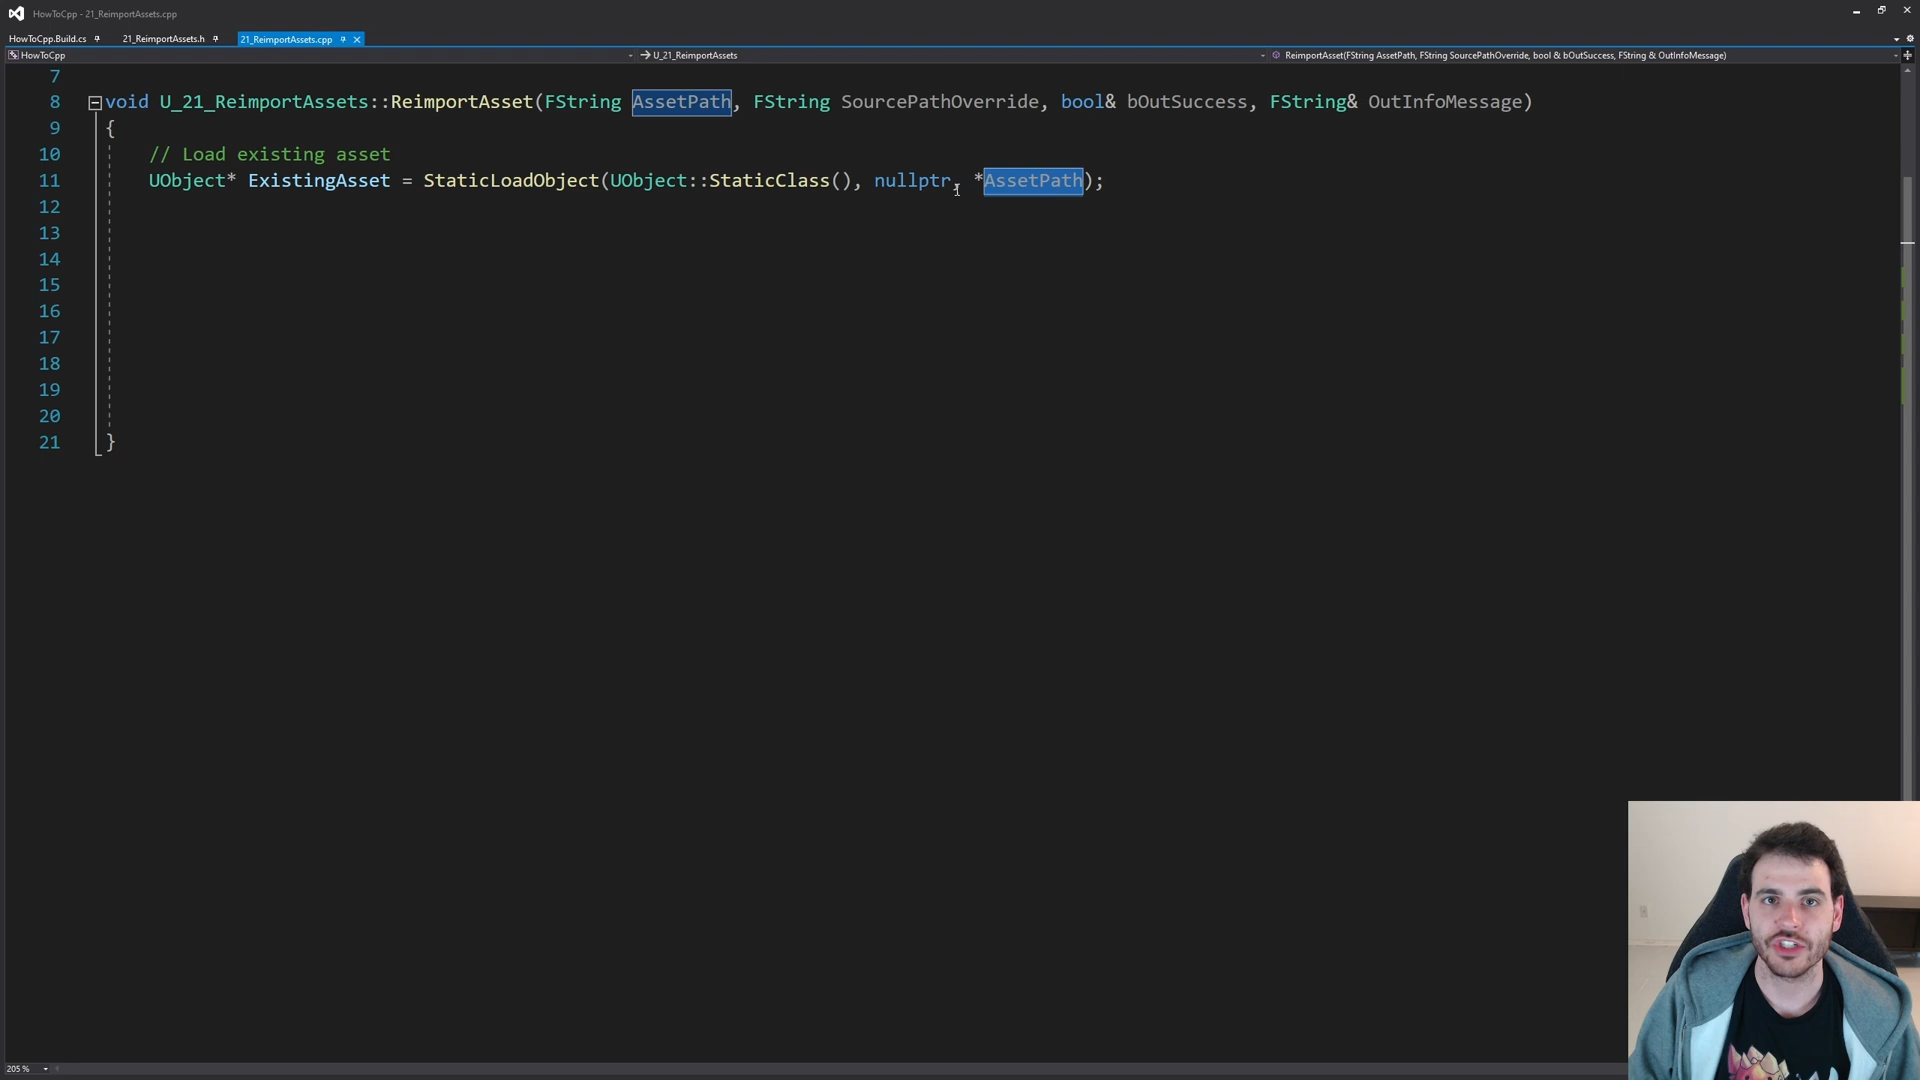 HowToCpp - 21_ReimportAssets.cpp
HowToCpp.Build.cs 21_ReimportAssets.h 21_ReimportAssets.cpp
HowToCpp U_21_ReimportAssets ReimportAsset(FString AssetPath, FString SourcePathOverride, bool & bOutSuccess, FString & OutInfoMessage)
7
8 void U_21_ReimportAssets::ReimportAsset(FString AssetPath, FString SourcePathOverride, bool& bOutSuccess, FString& OutInfoMessage)
9 {
10 // Load existing asset
11 UObject* ExistingAsset = StaticLoadObject(UObject::StaticClass(), nullptr, *AssetPath);
12
13
14
15
16
17
18
19
20
21 }
205 %